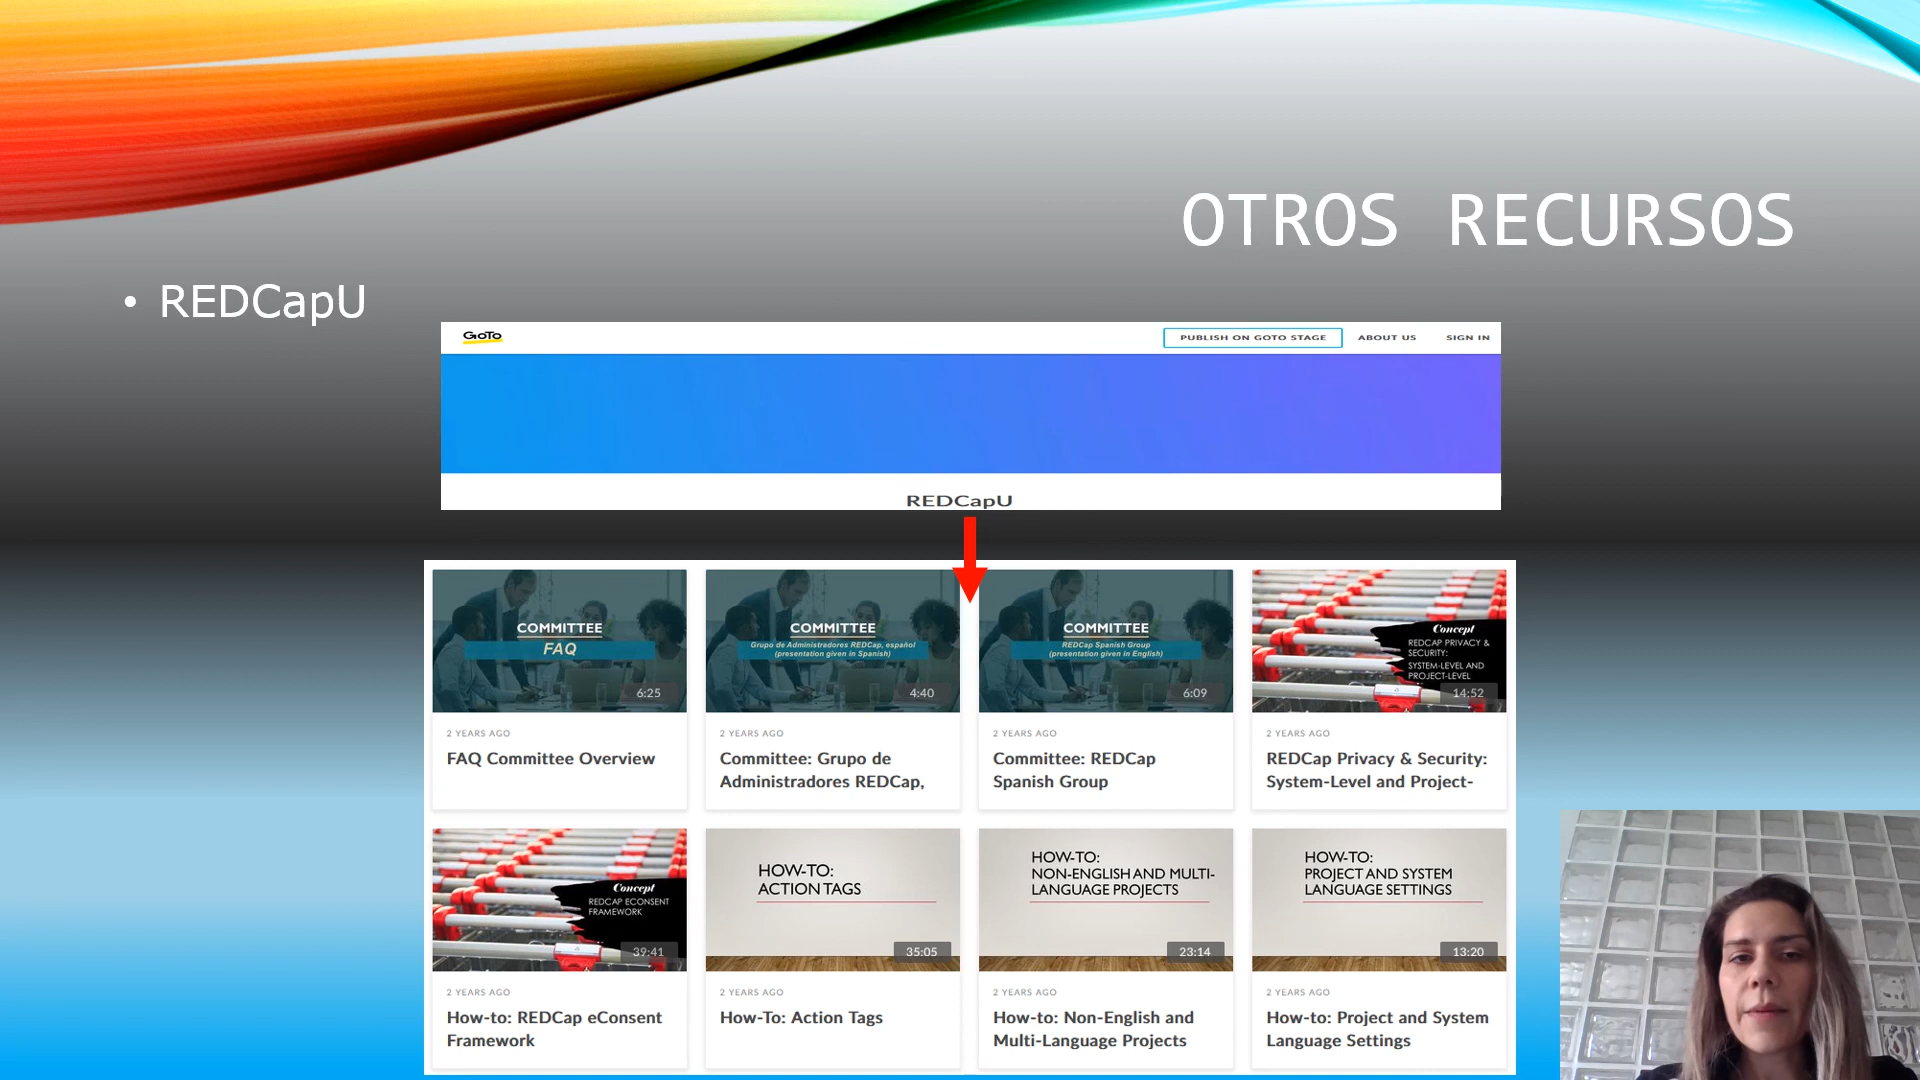 OTROS RECURSOS
• REDCapU
GoTo
PUBLISH ON GOTO STAGE
ABOUT US
SIGN IN
REDCapU
COMMITTEE
FAQ
6:25
2 YEARS AGO
FAQ Committee Overview
COMMITTEE
Grupo de Administradores REDCap, español
(presentation given in Spanish)
4:40
2 YEARS AGO
Committee: Grupo de
Administradores REDCap,
COMMITTEE
REDCap Spanish Group
(presentation given in English)
6:09
2 YEARS AGO
Committee: REDCap
Spanish Group
Concept
REDCAP PRIVACY &
SECURITY:
SYSTEM-LEVEL AND
PROJECT-LEVEL
14:52
2 YEARS AGO
REDCap Privacy & Security:
System-Level and Project-
Concept
REDCAP ECONSENT
FRAMEWORK
39:41
2 YEARS AGO
How-to: REDCap eConsent
Framework
HOW-TO:
ACTION TAGS
35:05
2 YEARS AGO
How-To: Action Tags
HOW-TO:
NON-ENGLISH AND MULTI-
LANGUAGE PROJECTS
23:14
2 YEARS AGO
How-to: Non-English and
Multi-Language Projects
HOW-TO:
PROJECT AND SYSTEM
LANGUAGE SETTINGS
13:20
2 YEARS AGO
How-to: Project and System
Language Settings